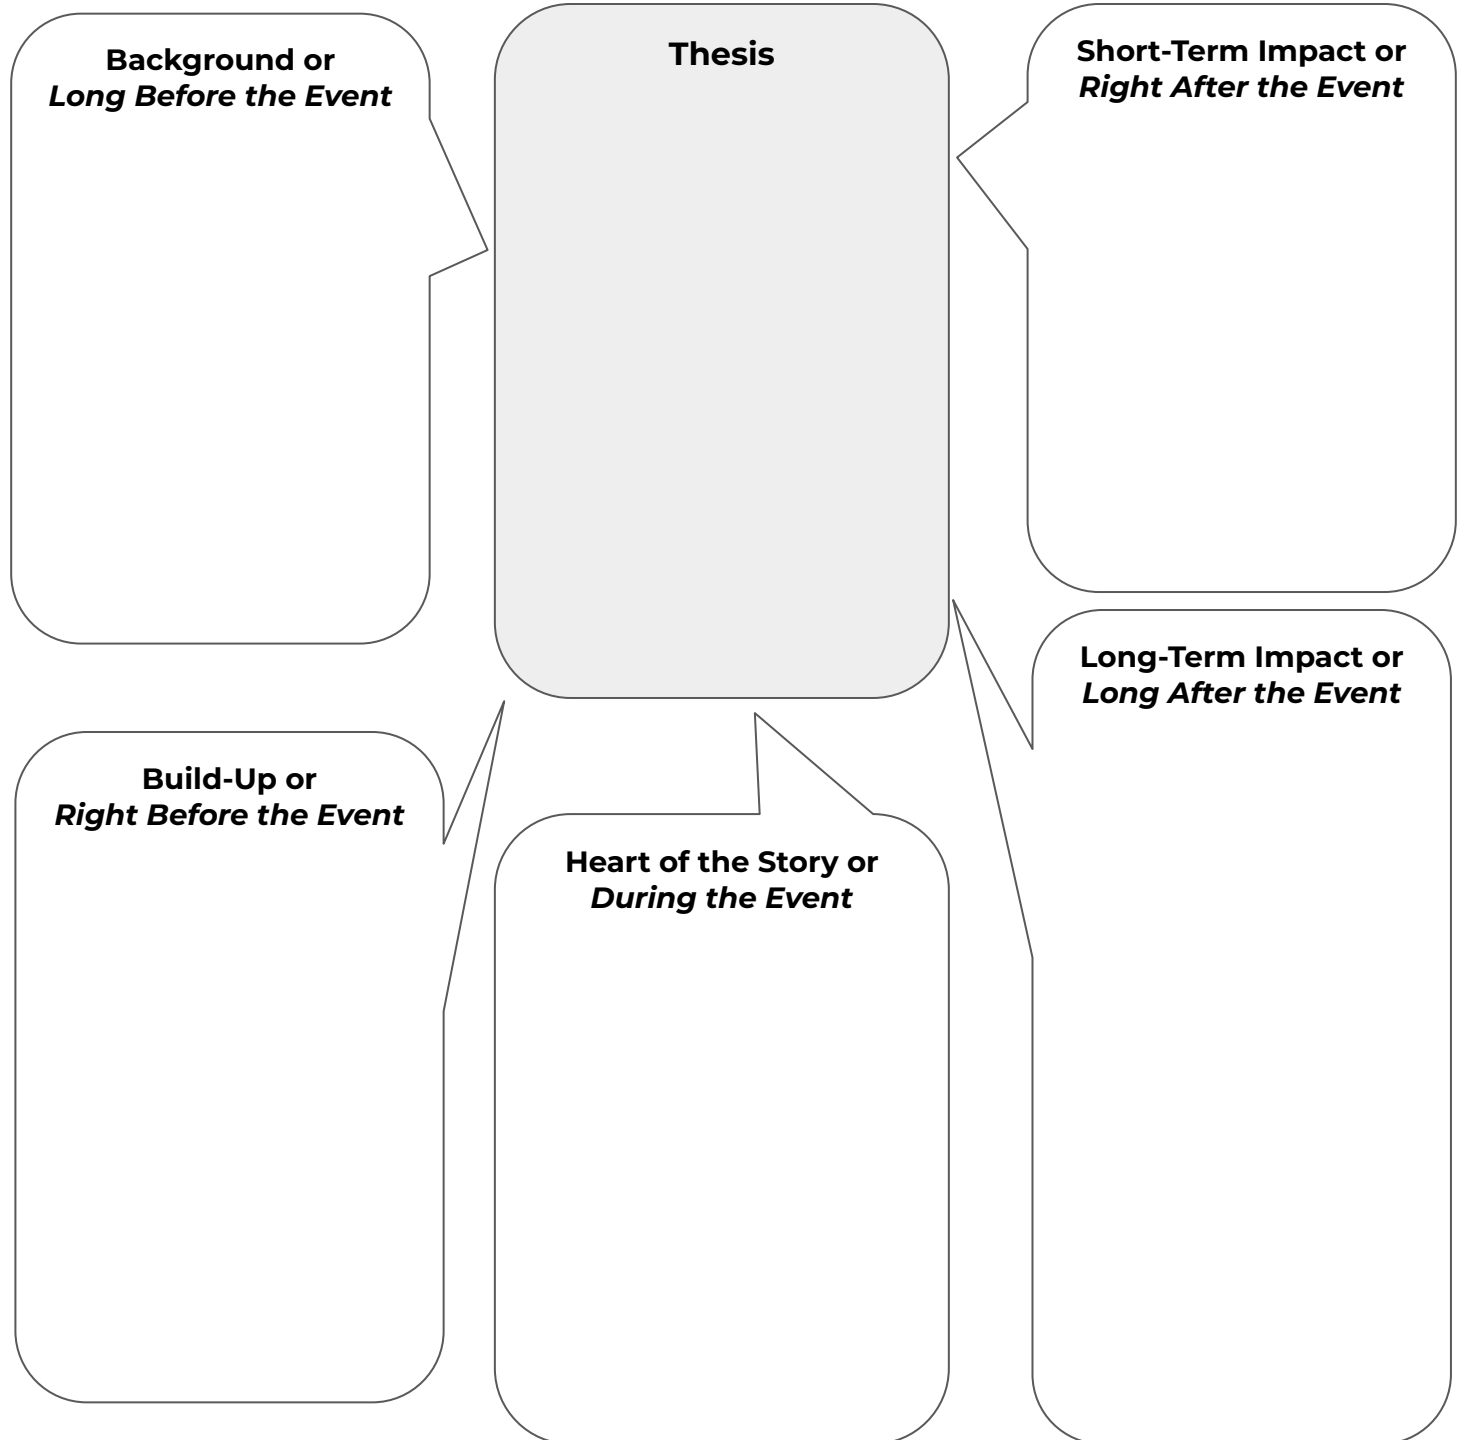 Background or
Long Before the Event
Thesis
Short-Term Impact or
Right After the Event
Build-Up or
Right Before the Event
Heart of the Story or
During the Event
Long-Term Impact or
Long After the Event